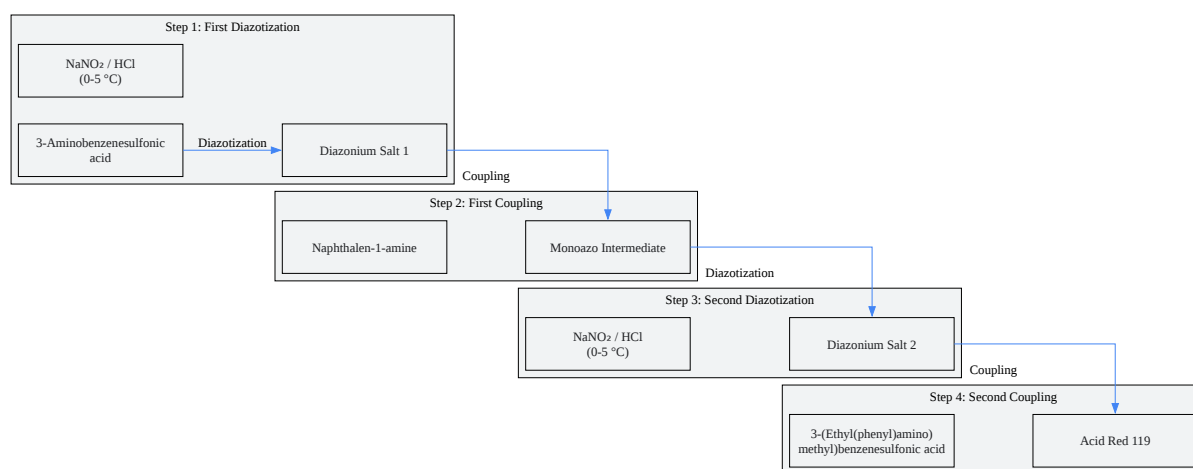 Step 1: First Diazotization
NaNO₂ / HCl
(0-5 °C)
3-Aminobenzenesulfonic
acid
Diazotization
Diazonium Salt 1
Coupling
Step 2: First Coupling
Naphthalen-1-amine
Monoazo Intermediate
Diazotization
Step 3: Second Diazotization
NaNO₂ / HCl
(0-5 °C)
Diazonium Salt 2
Coupling
Step 4: Second Coupling
3-(Ethyl(phenyl)amino)
methyl)benzenesulfonic acid
Acid Red 119